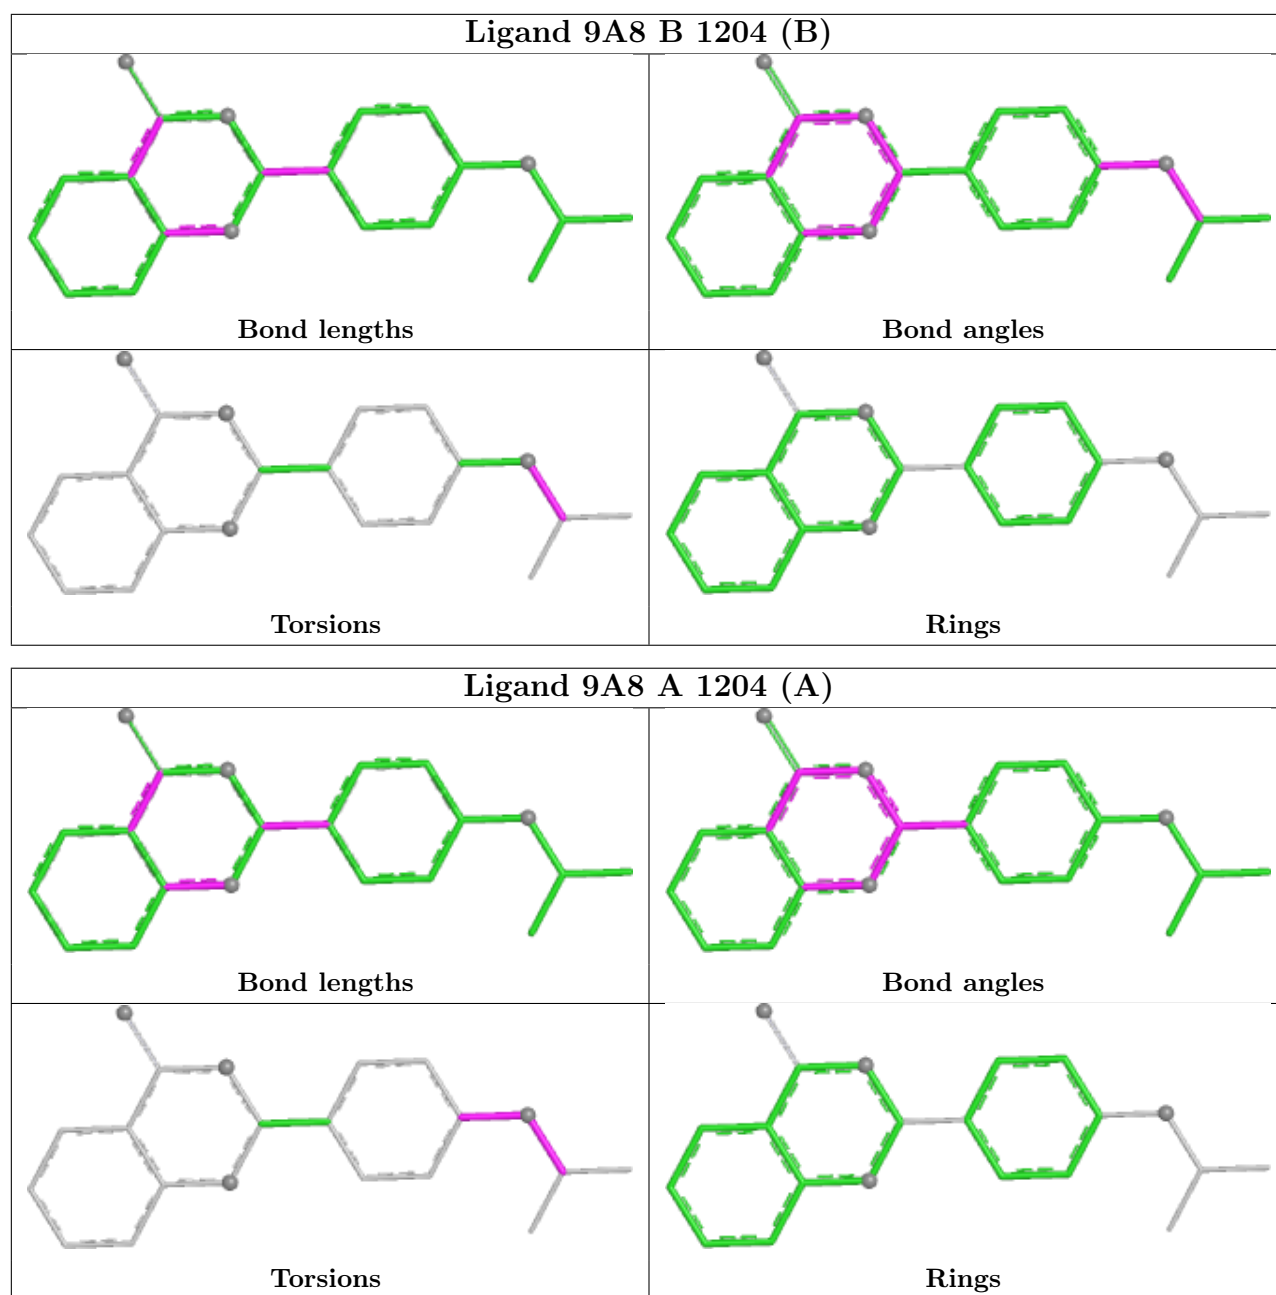 Ligand 9A8 B 1204 (B)
Bond lengths
Bond angles
Torsions
Rings
Ligand 9A8 A 1204 (A)
Bond lengths
Bond angles
Torsions
Rings